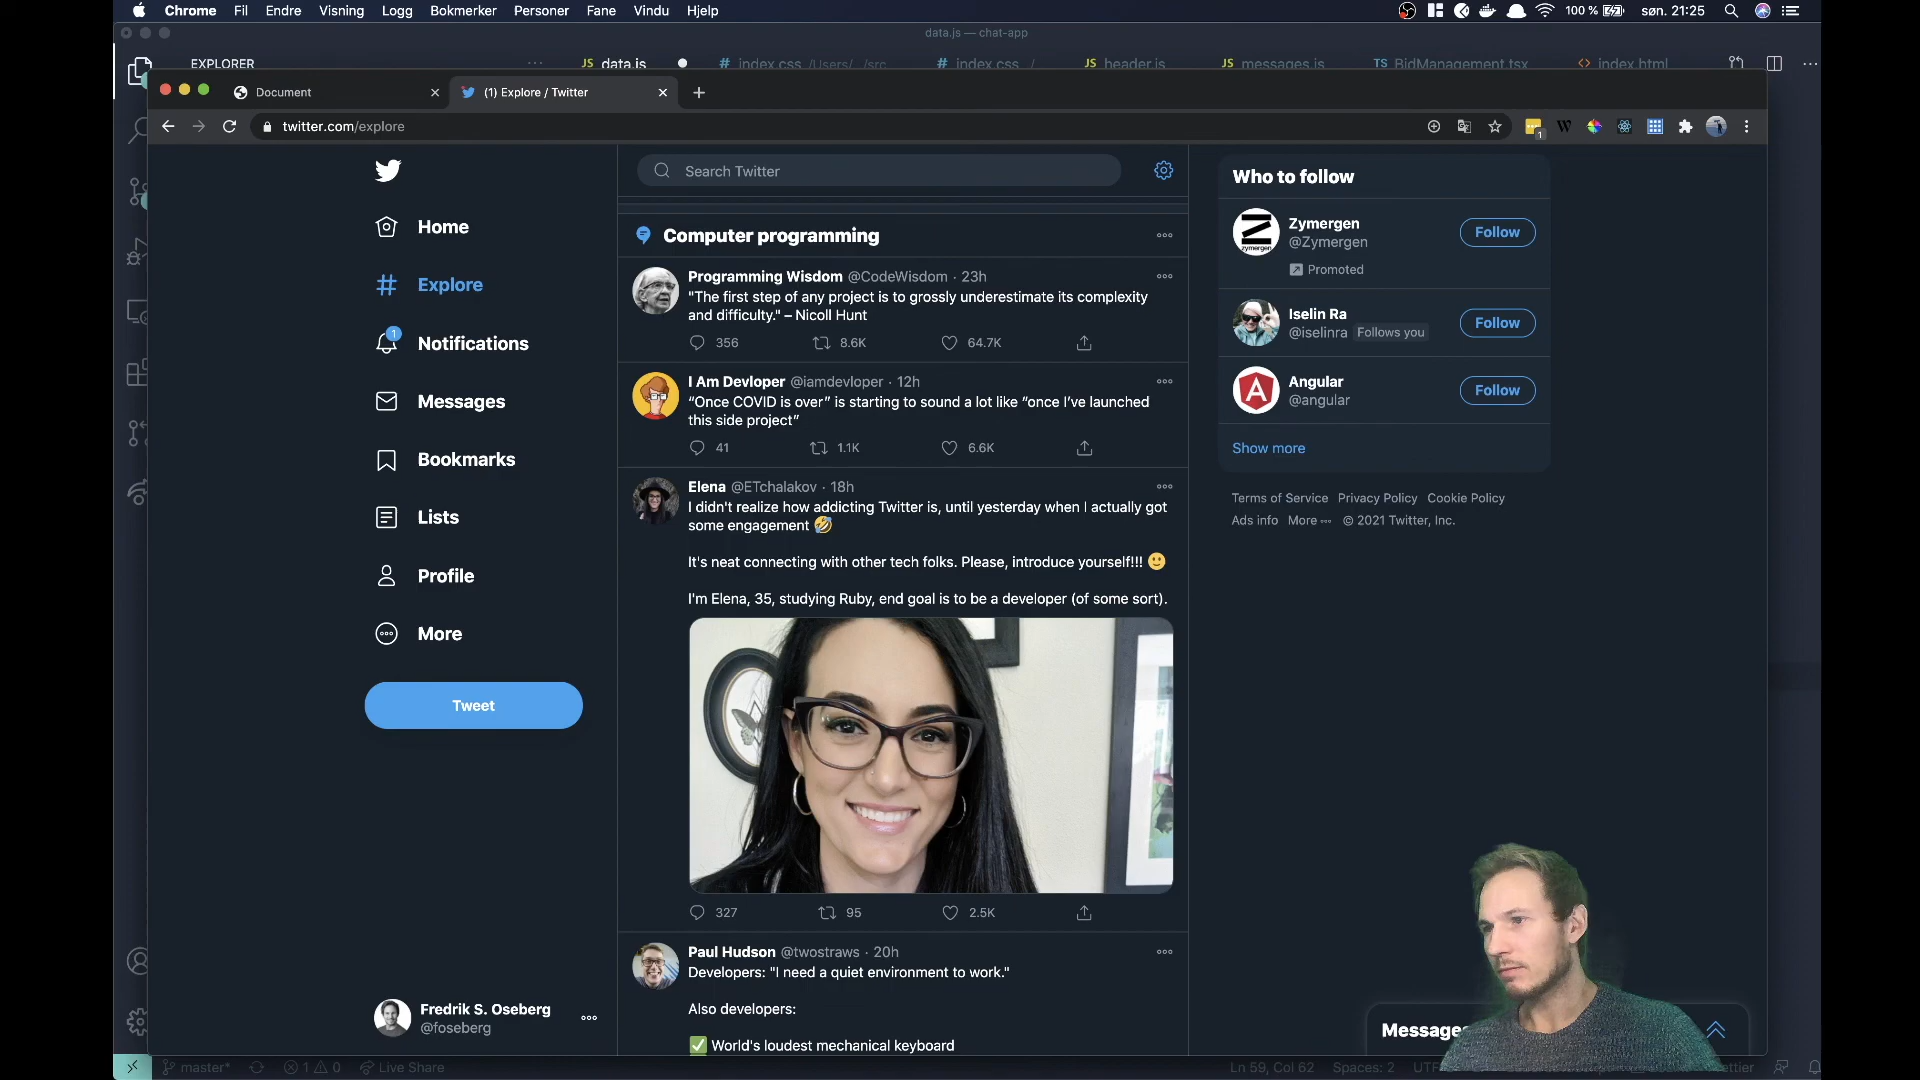 Chrome Fil Endre Visning Logg Bokmerker Personer Fane Vindu Hjelp 100 % søn. 21:25
data.js — chat-app
EXPLORER data.js index.css /Users/ /src index.css / header.js messages.js BidManagement.tsx index.html
Document (1) Explore / Twitter
twitter.com/explore
Search Twitter
Home
Explore
1
Notifications
Messages
Bookmarks
Lists
Profile
More
Tweet
Fredrik S. Oseberg
@foseberg
Computer programming
Programming Wisdom @CodeWisdom · 23h
"The first step of any project is to grossly underestimate its complexity
and difficulty." – Nicoll Hunt
356 8.6K 64.7K
I Am Devloper @iamdevloper · 12h
“Once COVID is over” is starting to sound a lot like “once I’ve launched
this side project”
41 1.1K 6.6K
Elena @ETchalakov · 18h
I didn't realize how addicting Twitter is, until yesterday when I actually got
some engagement 🤣
It's neat connecting with other tech folks. Please, introduce yourself!!! 🙂
I'm Elena, 35, studying Ruby, end goal is to be a developer (of some sort).
327 95 2.5K
Paul Hudson @twostraws · 20h
Developers: "I need a quiet environment to work."
Also developers:
✅ World's loudest mechanical keyboard
Who to follow
Zymergen
@Zymergen
Promoted
Follow
Iselin Ra
@iselinra Follows you
Follow
Angular
@angular
Follow
Show more
Terms of Service Privacy Policy Cookie Policy
Ads info More © 2021 Twitter, Inc.
master* 1 0 Live Share Ln 59, Col 62 Spaces: 2